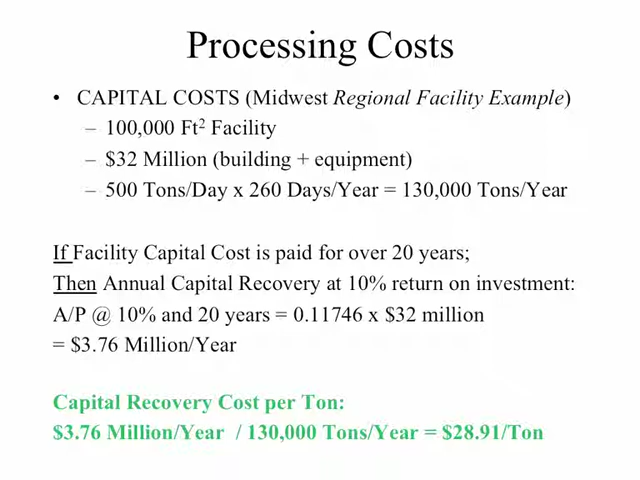 Processing Costs
• CAPITAL COSTS (Midwest Regional Facility Example)
– 100,000 Ft² Facility
– $32 Million (building + equipment)
– 500 Tons/Day x 260 Days/Year = 130,000 Tons/Year
If Facility Capital Cost is paid for over 20 years;
Then Annual Capital Recovery at 10% return on investment:
A/P @ 10% and 20 years = 0.11746 x $32 million
= $3.76 Million/Year
Capital Recovery Cost per Ton:
$3.76 Million/Year / 130,000 Tons/Year = $28.91/Ton